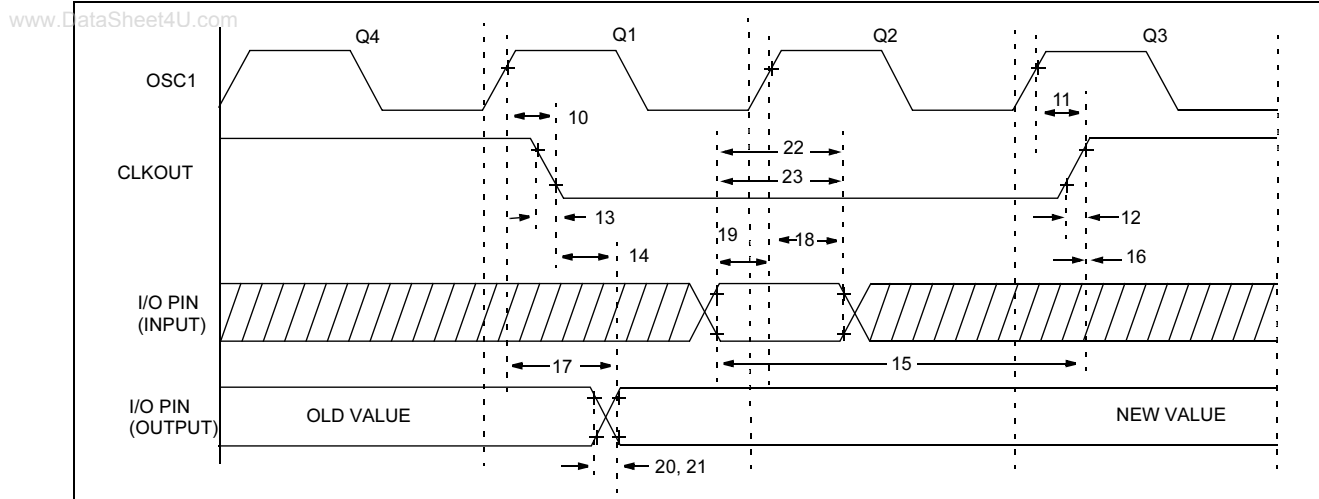 www.DataSheet4U.com
Q4
Q1
Q2
Q3
OSC1
11
10
22
CLKOUT
23
13
12
19
18
14
16
I/O PIN
(INPUT)
17
15
I/O PIN
(OUTPUT)
OLD VALUE
NEW VALUE
20, 21